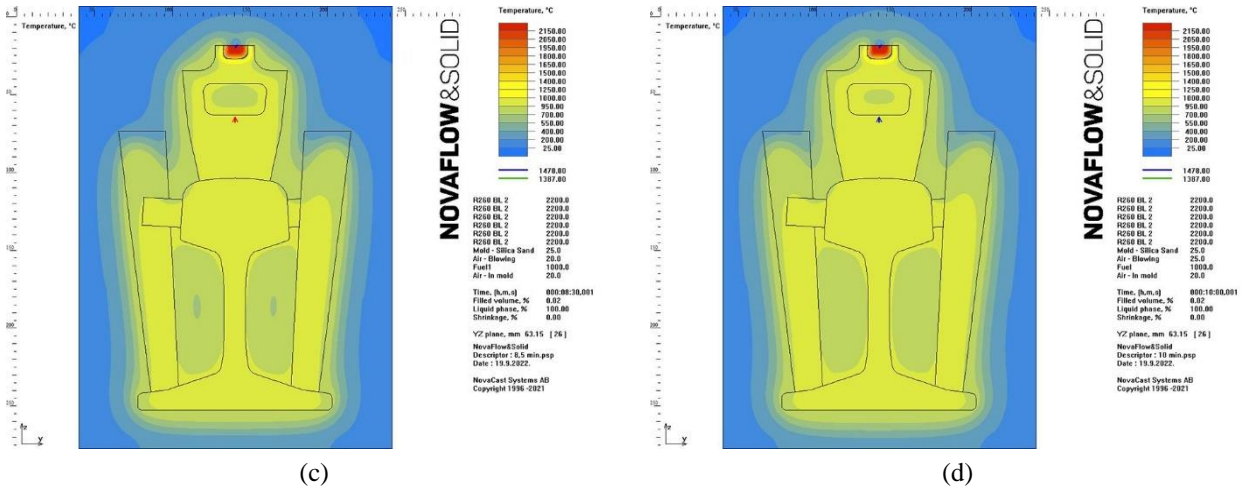 Temperature, °C
Temperature, °C
2150.00
2050.00
1950.00
1800.00
1650.00
1500.00
1400.00
1250.00
1000.00
950.00
700.00
550.00
400.00
200.00
25.00
1470.00
1387.00
NOVAFLOW&SOLID
R260 BL 2 2200.0
R260 BL 2 2200.0
R260 BL 2 2200.0
R260 BL 2 2200.0
R260 BL 2 2200.0
R260 BL 2 2200.0
Mold - Silica Sand 25.0
Air - Blowing 20.0
Fuel1 1000.0
Air - In mold 20.0
Time, [h,m,s] 000:08:30,001
Filled volume, % 0.02
Liquid phase, % 100.00
Shrinkage, % 0.00
YZ plane, mm 63.15 [ 26 ]
NovaFlow&Solid
Descriptor : 8,5 min.psp
Date : 19.9.2022.
NovaCast Systems AB
Copyright 1996 -2021
Z
Y
(c)
Temperature, °C
Temperature, °C
2150.00
2050.00
1950.00
1800.00
1650.00
1500.00
1400.00
1250.00
1000.00
950.00
700.00
550.00
400.00
200.00
25.00
1470.00
1387.00
NOVAFLOW&SOLID
R260 BL 2 2200.0
R260 BL 2 2200.0
R260 BL 2 2200.0
R260 BL 2 2200.0
R260 BL 2 2200.0
R260 BL 2 2200.0
Mold - Silica Sand 25.0
Air - Blowing 25.0
Fuel 1000.0
Air - In mold 20.0
Time, [h,m,s] 000:10:00,001
Filled volume, % 0.02
Liquid phase, % 100.00
Shrinkage, % 0.00
YZ plane, mm 63.15 [ 26 ]
NovaFlow&Solid
Descriptor : 10 min.psp
Date : 19.9.2022.
NovaCast Systems AB
Copyright 1996 -2021
Z
Y
(d)